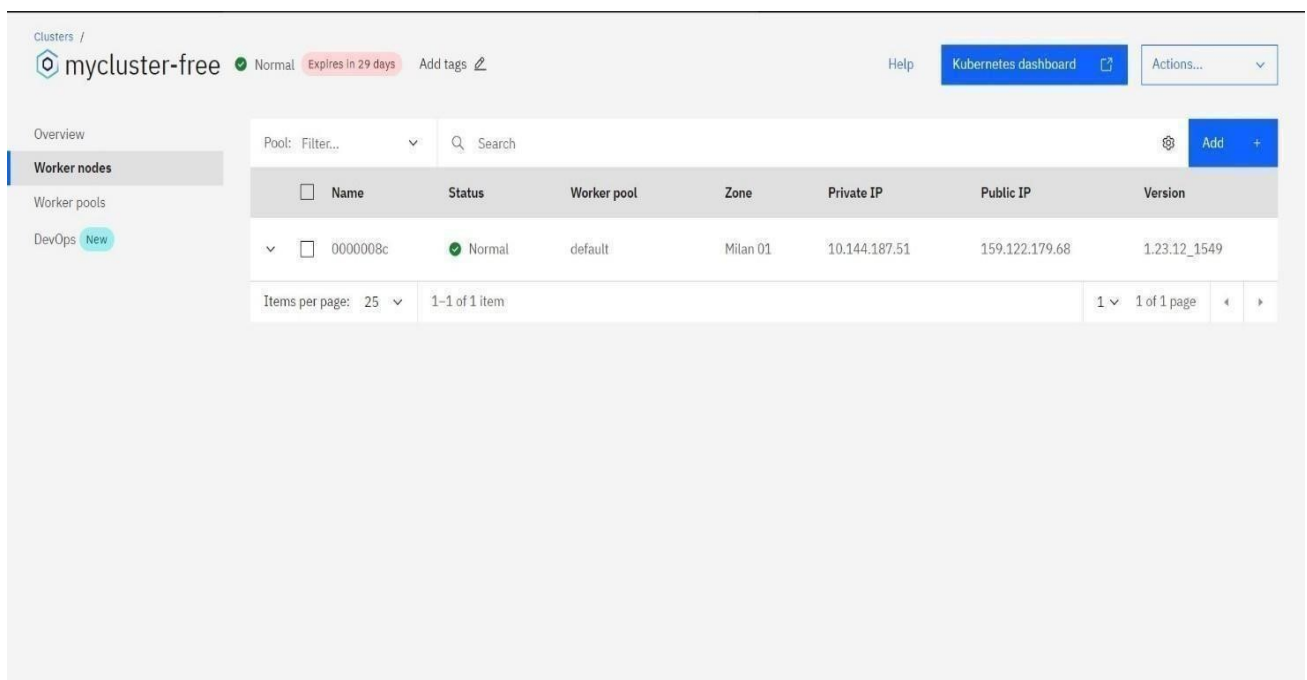 Clusters /
mycluster-free Normal Expires in 29 days Add tags Help Kubernetes dashboard Actions...
Overview
Worker nodes
Worker pools
DevOps New
Pool: Filter... Search Add +
Name Status Worker pool Zone Private IP Public IP Version
0000008c Normal default Milan 01 10.144.187.51 159.122.179.68 1.23.12_1549
Items per page: 25 1–1 of 1 item 1 1 of 1 page